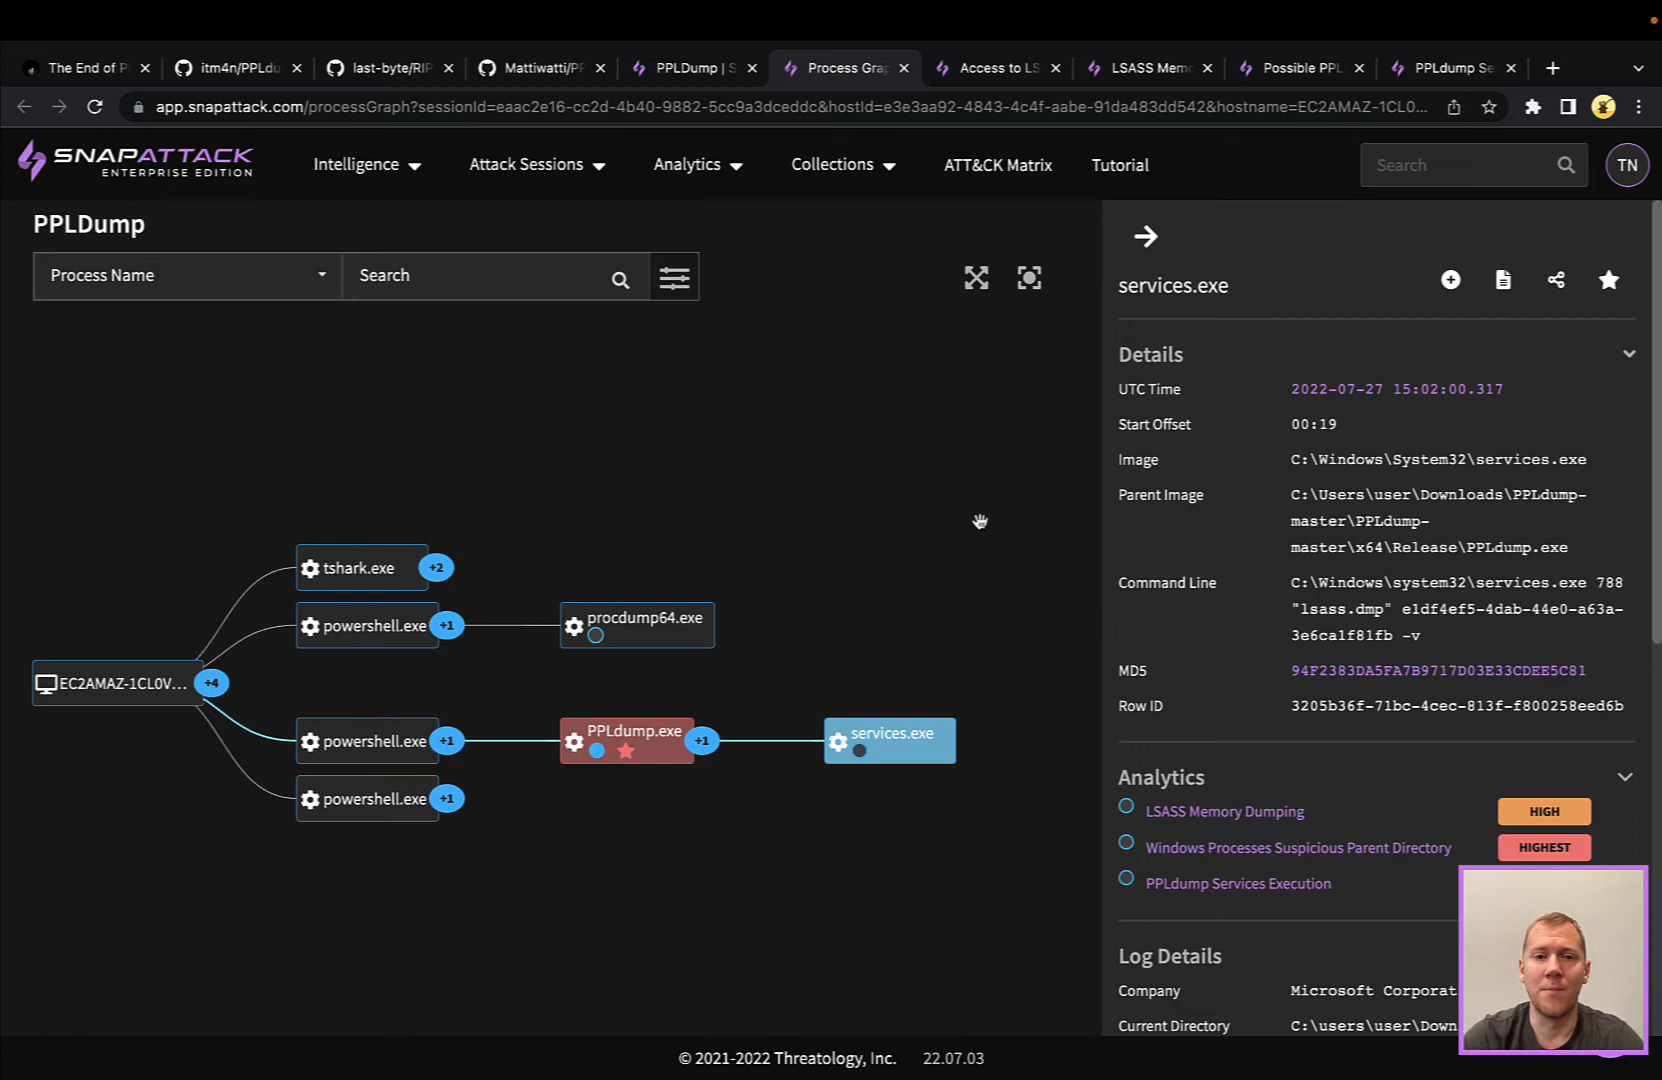 The End of P
itm4n/PPLdu
last-byte/RIP
Mattiwatti/PP
PPLDump | S
Process Gra
Access to LS
LSASS Mem
Possible PPL
PPLdump Se
app.snapattack.com/processGraph?sessionId=eaac2e16-cc2d-4b40-9882-5cc9a3dceddc&hostId=e3e3aa92-4843-4c4f-aabe-91da483dd542&hostname=EC2AMAZ-1CL0...
SNAPATTACK
ENTERPRISE EDITION
Intelligence
Attack Sessions
Analytics
Collections
ATT&CK Matrix
Tutorial
Search
TN
PPLDump
Process Name
Search
tshark.exe
+2
powershell.exe
+1
procdump64.exe
EC2AMAZ-1CL0V...
+4
powershell.exe
+1
PPLdump.exe
+1
services.exe
powershell.exe
+1
services.exe
Details
UTC Time 2022-07-27 15:02:00.317
Start Offset 00:19
Image C:\Windows\System32\services.exe
Parent Image C:\Users\user\Downloads\PPLdump-
master\PPLdump-
master\x64\Release\PPLdump.exe
Command Line C:\Windows\system32\services.exe 788
"lsass.dmp" e1df4ef5-4dab-44e0-a63a-
3e6ca1f81fb -v
MD5 94F2383DA5FA7B9717D03E33CDEE5C81
Row ID 3205b36f-71bc-4cec-813f-f800258eed6b
Analytics
LSASS Memory Dumping HIGH
Windows Processes Suspicious Parent Directory HIGHEST
PPLdump Services Execution
Log Details
Company Microsoft Corporat
Current Directory C:\users\user\Down
© 2021-2022 Threatology, Inc. 22.07.03